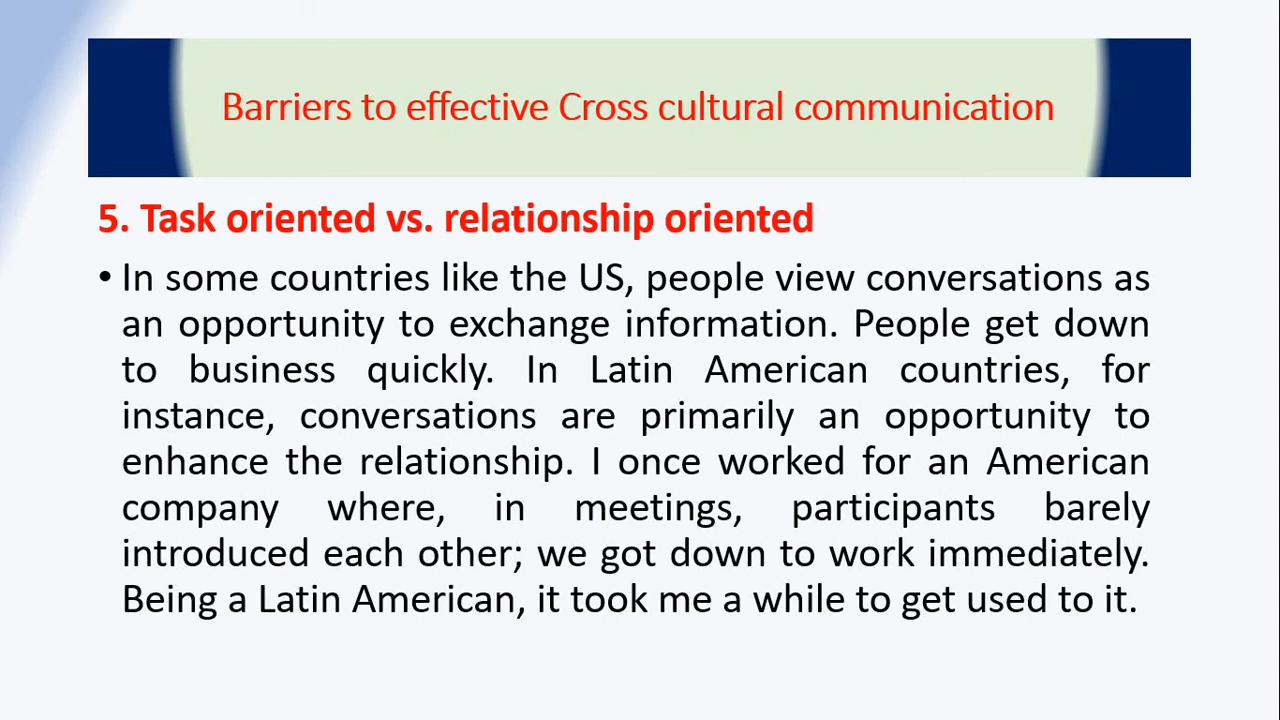 Barriers to effective Cross cultural communication
5. Task oriented vs. relationship oriented
• In some countries like the US, people view conversations as
an opportunity to exchange information. People get down
to business quickly. In Latin American countries, for
instance, conversations are primarily an opportunity to
enhance the relationship. I once worked for an American
company where, in meetings, participants barely
introduced each other; we got down to work immediately.
Being a Latin American, it took me a while to get used to it.